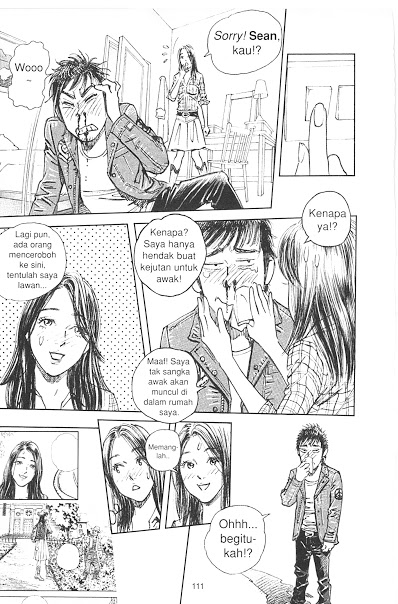 Sorry! Sean,
kau!?
Wooo
~
Kenapa
ya!?
Kenapa?
Saya hanya
hendak buat
kejutan untuk
awak!
Lagi pun,
ada orang
menceroboh
ke sini,
tentulah saya
lawan...
Maaf! Saya
tak sangka
awak akan
muncul di
dalam rumah
saya.
Memang-
lah..
Ohhh...
begitu-
kah!?
111